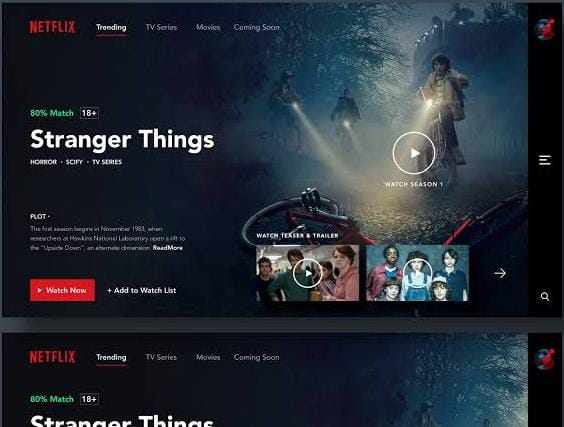 NETFLIX Trending TV Series Movies Coming Soon
80% Match 18+
Stranger Things
HORROR · SCIFY · TV SERIES
WATCH SEASON 1
PLOT ·
The first season begins in November 1983, when
researchers at Hawkins National Laboratory open a rift to
the "Upside Down", an alternate dimension ReadMore
WATCH TEASER & TRAILER
Watch Now + Add to Watch List
NETFLIX Trending TV Series Movies Coming Soon
80% Match 18+
Stranger Things